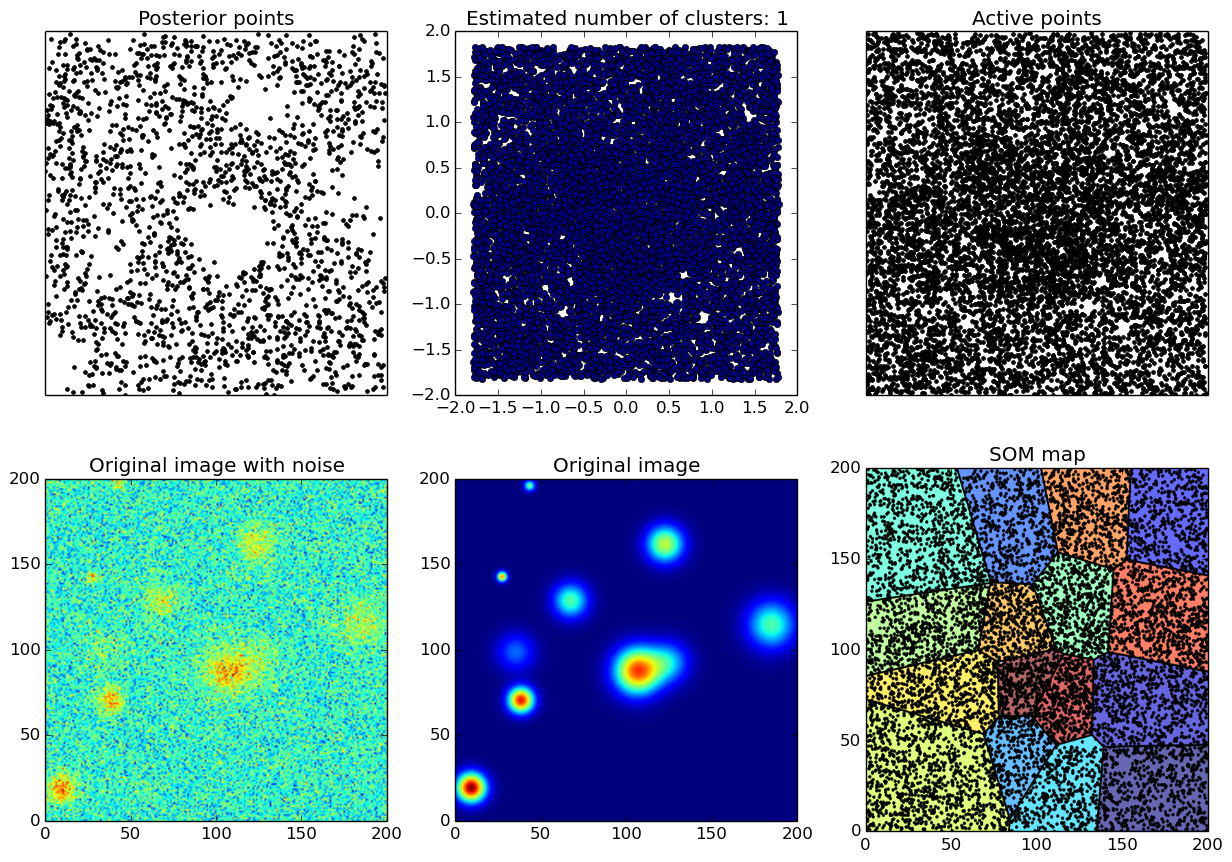 Posterior points
Estimated number of clusters: 1
Active points
2.0
1.5
1.0
0.5
0.0
−0.5
−1.0
−1.5
−2.0
−2.0 −1.5 −1.0 −0.5 0.0 0.5 1.0 1.5 2.0
Original image with noise
Original image
SOM map
200
150
100
50
0
0 50 100 150 200
200
150
100
50
0
0 50 100 150 200
200
150
100
50
0
0 50 100 150 200